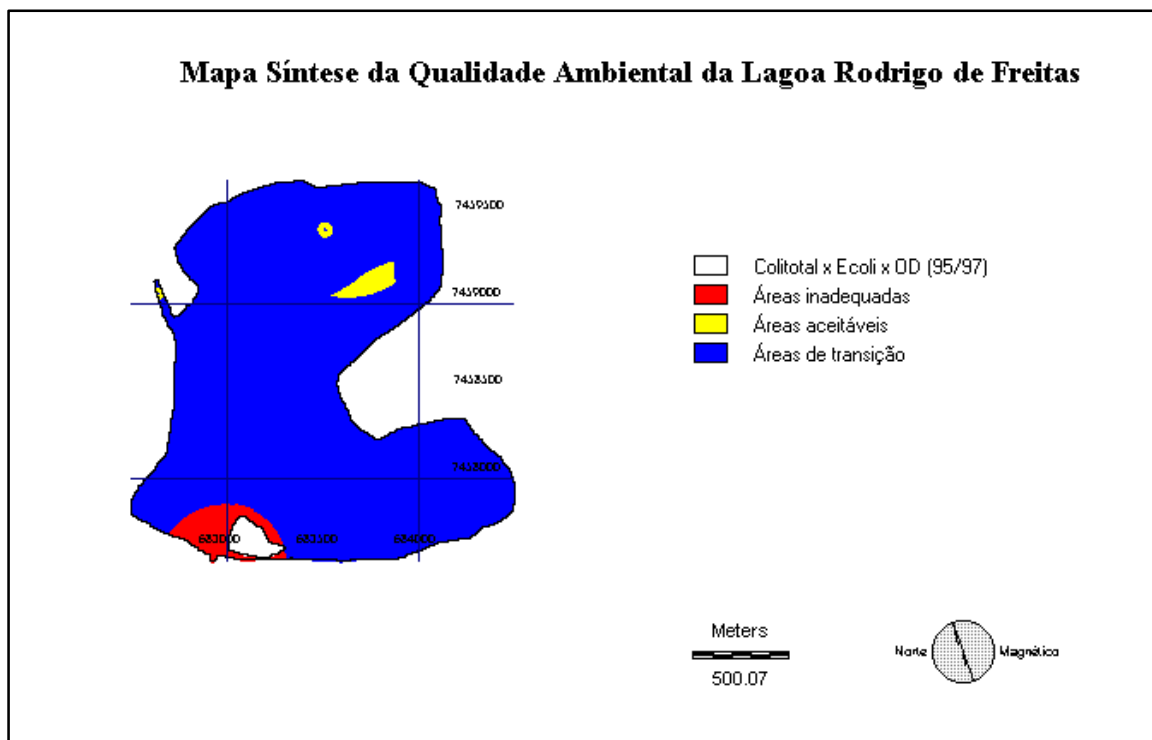 Mapa Síntese da Qualidade Ambiental da Lagoa Rodrigo de Freitas
7459500
7459000
7458500
7458000
683000
683500
684000
Colitotal x Ecoli x OD (95/97)
Áreas inadequadas
Áreas aceitáveis
Áreas de transição
Meters
500.07
Norte
Magnético